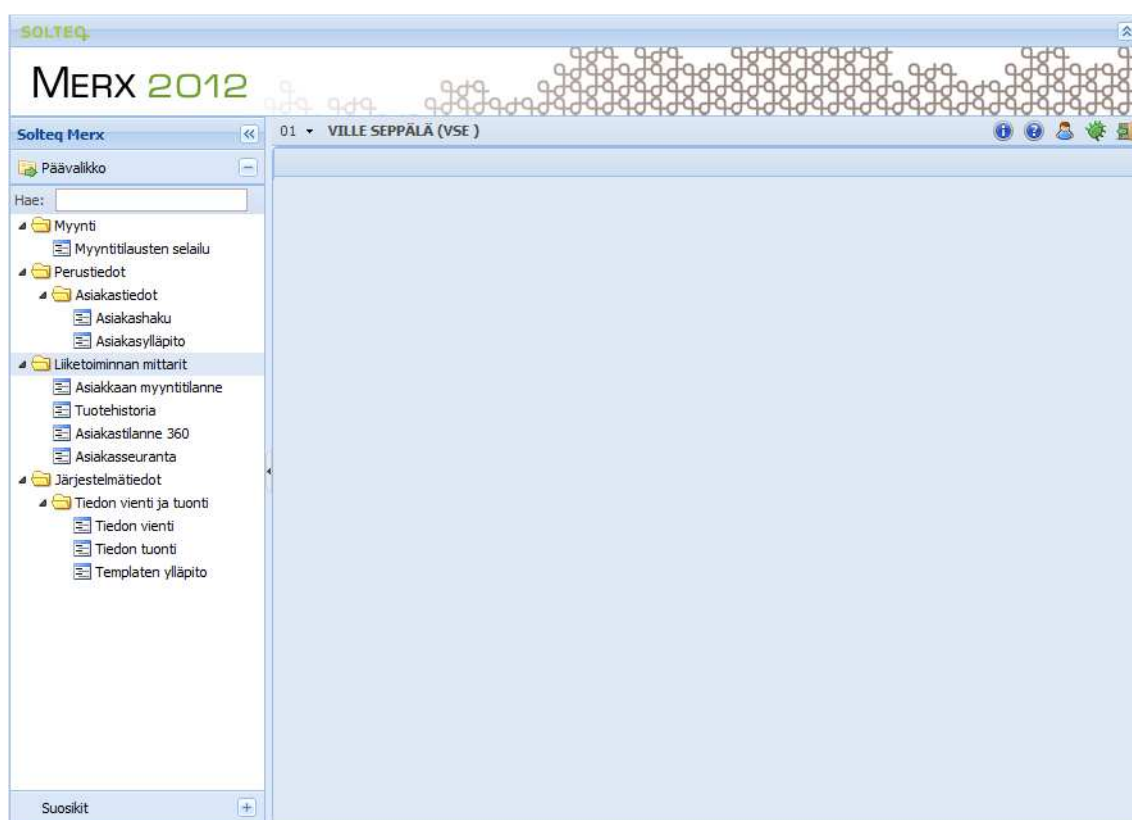 SOLTEQ
MERX 2012
Solteq Merx
01 VILLE SEPPÄLÄ (VSE )
Päävalikko
Hae:
Myynti
Myyntitilausten selailu
Perustiedot
Asiakastiedot
Asiakashaku
Asiakasylläpito
Liiketoiminnan mittarit
Asiakkaan myyntitilanne
Tuotehistoria
Asiakastilanne 360
Asiakasseuranta
Järjestelmätiedot
Tiedon vienti ja tuonti
Tiedon vienti
Tiedon tuonti
Templaten ylläpito
Suosikit